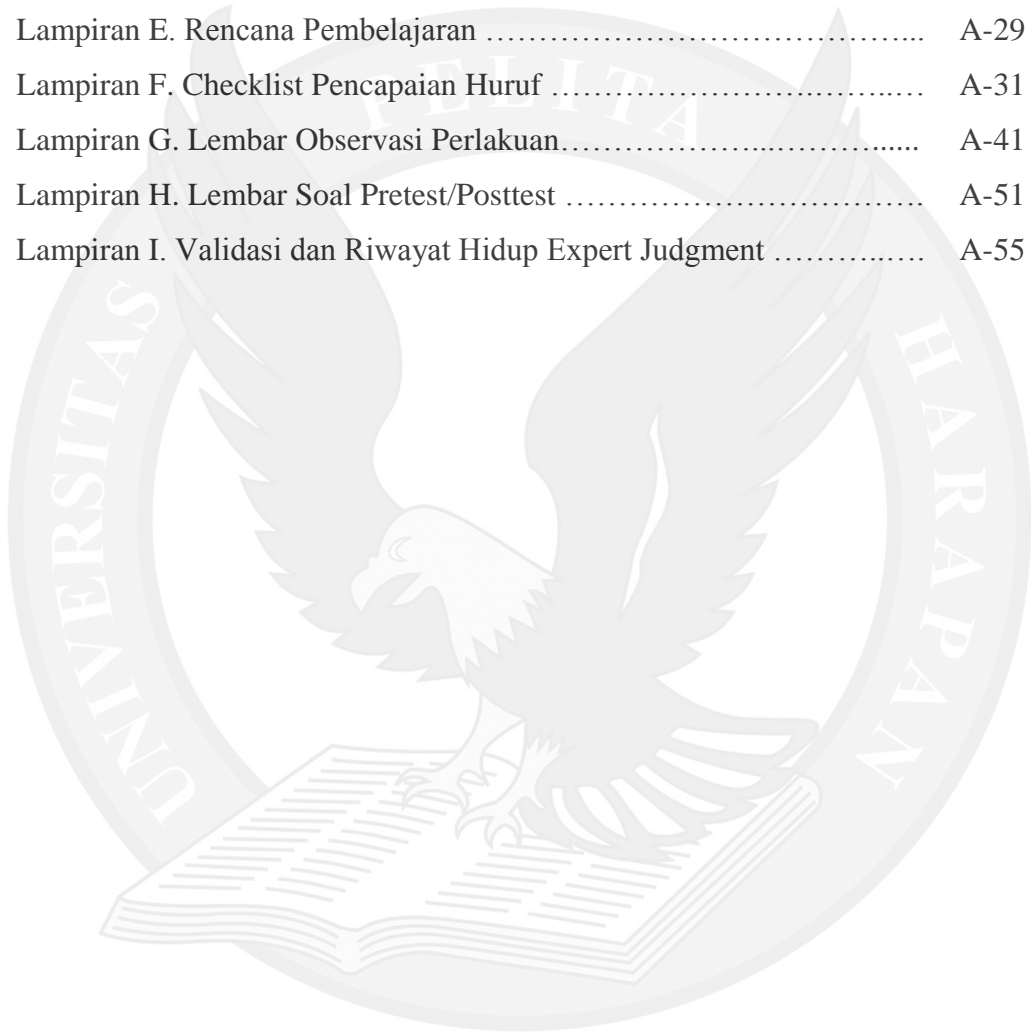 Lampiran E. Rencana Pembelajaran ………………………………... A-29
Lampiran F. Checklist Pencapaian Huruf …………………….……..… A-31
Lampiran G. Lembar Observasi Perlakuan………………...………...... A-41
Lampiran H. Lembar Soal Pretest/Posttest ……………………………. A-51
Lampiran I. Validasi dan Riwayat Hidup Expert Judgment ………..…. A-55
UNIVERSITAS PELITA HARAPAN